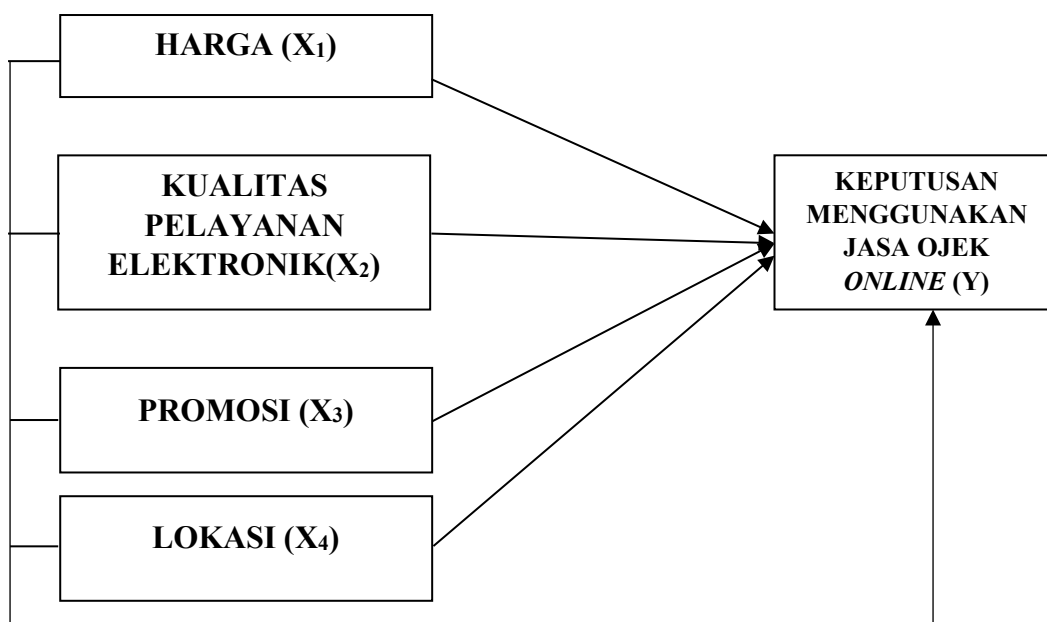 HARGA (X₁)
KUALITAS
PELAYANAN
ELEKTRONIK(X₂)
PROMOSI (X₃)
LOKASI (X₄)
KEPUTUSAN
MENGGUNAKAN
JASA OJEK
ONLINE (Y)